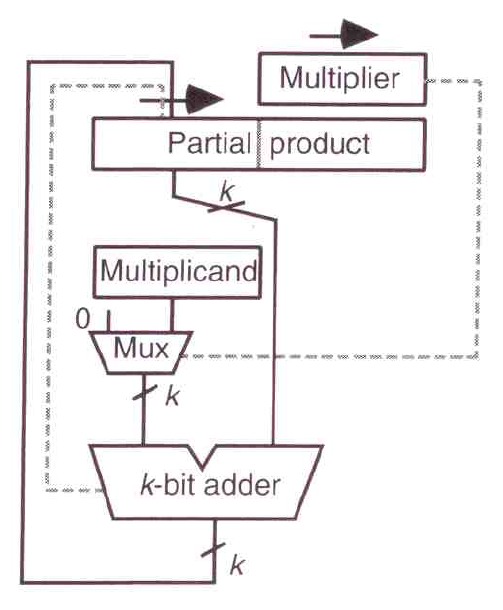 Multiplier
Partial product
k
Multiplicand
0
Mux
k
k-bit adder
k